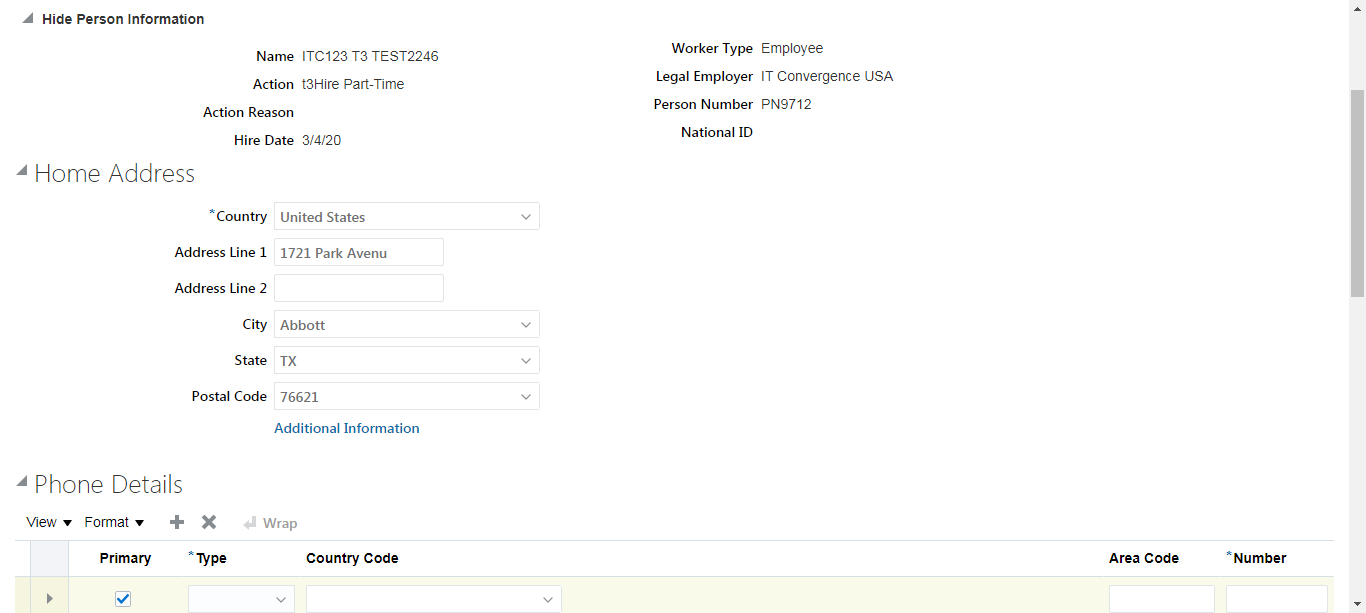 Hide Person Information
Name ITC123 T3 TEST2246
Action t3Hire Part-Time
Action Reason
Hire Date 3/4/20
Worker Type Employee
Legal Employer IT Convergence USA
Person Number PN9712
National ID
Home Address
*Country United States
Address Line 1 1721 Park Avenu
Address Line 2
City Abbott
State TX
Postal Code 76621
Additional Information
Phone Details
View Format Wrap
Primary *Type Country Code Area Code *Number